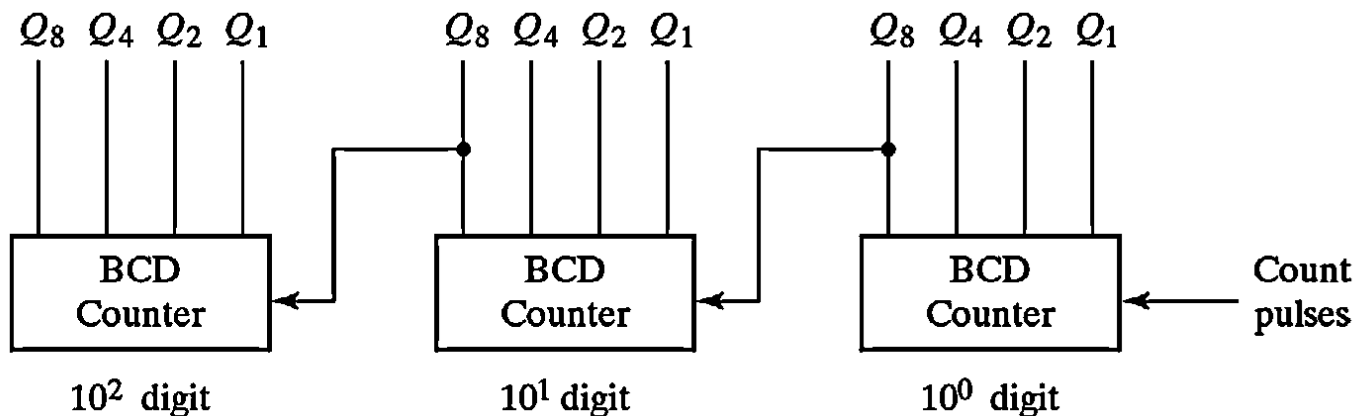 Q₈ Q₄ Q₂ Q₁ Q₈ Q₄ Q₂ Q₁ Q₈ Q₄ Q₂ Q₁
BCD
Counter
BCD
Counter
BCD
Counter
Count
pulses
10² digit
10¹ digit
10⁰ digit